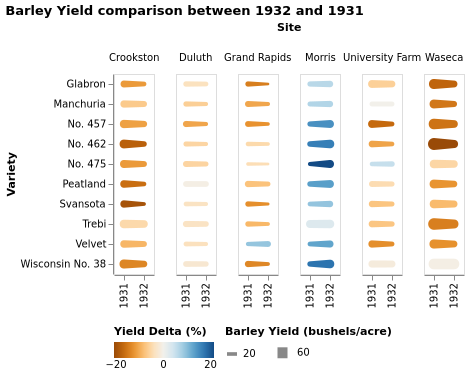 Barley Yield comparison between 1932 and 1931
Site
Crookston Duluth Grand Rapids Morris University Farm Waseca
Variety
Glabron
Manchuria
No. 457
No. 462
No. 475
Peatland
Svansota
Trebi
Velvet
Wisconsin No. 38
1931 1932 1931 1932 1931 1932 1931 1932 1931 1932 1931 1932
Yield Delta (%) Barley Yield (bushels/acre)
−20 0 20 20 60